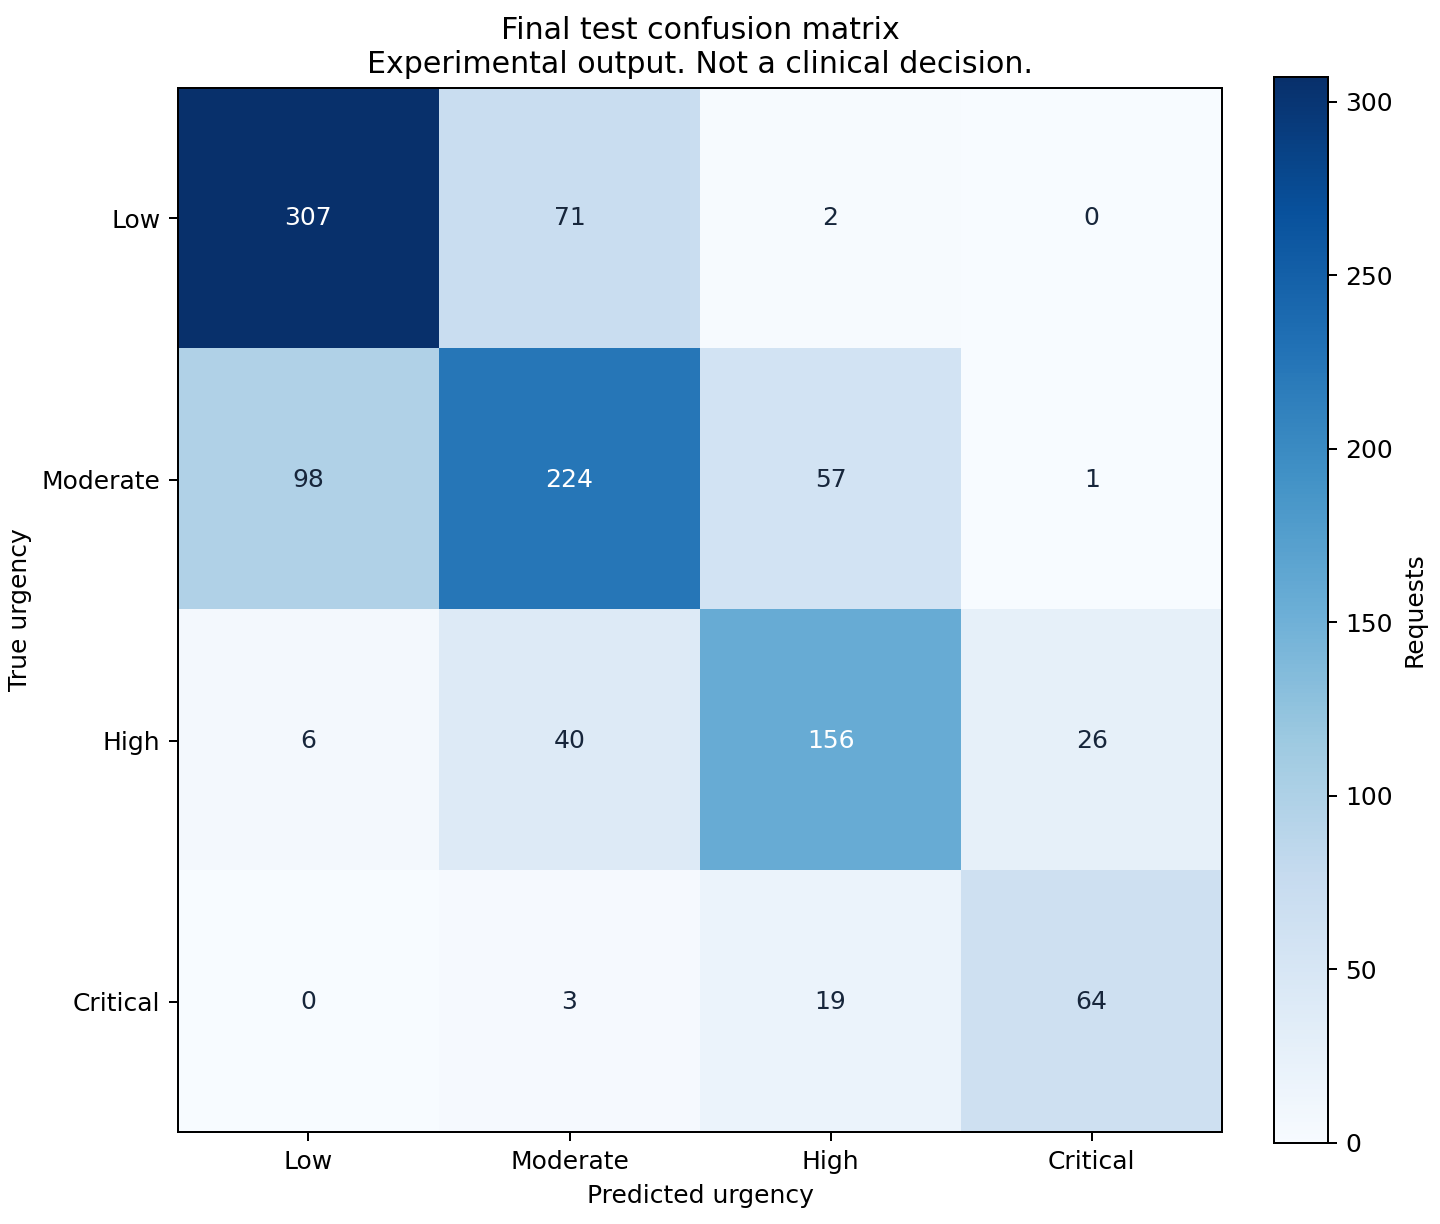 Final test confusion matrix
Experimental output. Not a clinical decision.
True urgency
Low
307 71 2 0
Moderate
98 224 57 1
High
6 40 156 26
Critical
0 3 19 64
Low Moderate High Critical
Predicted urgency
300
250
200
150
100
50
0
Requests